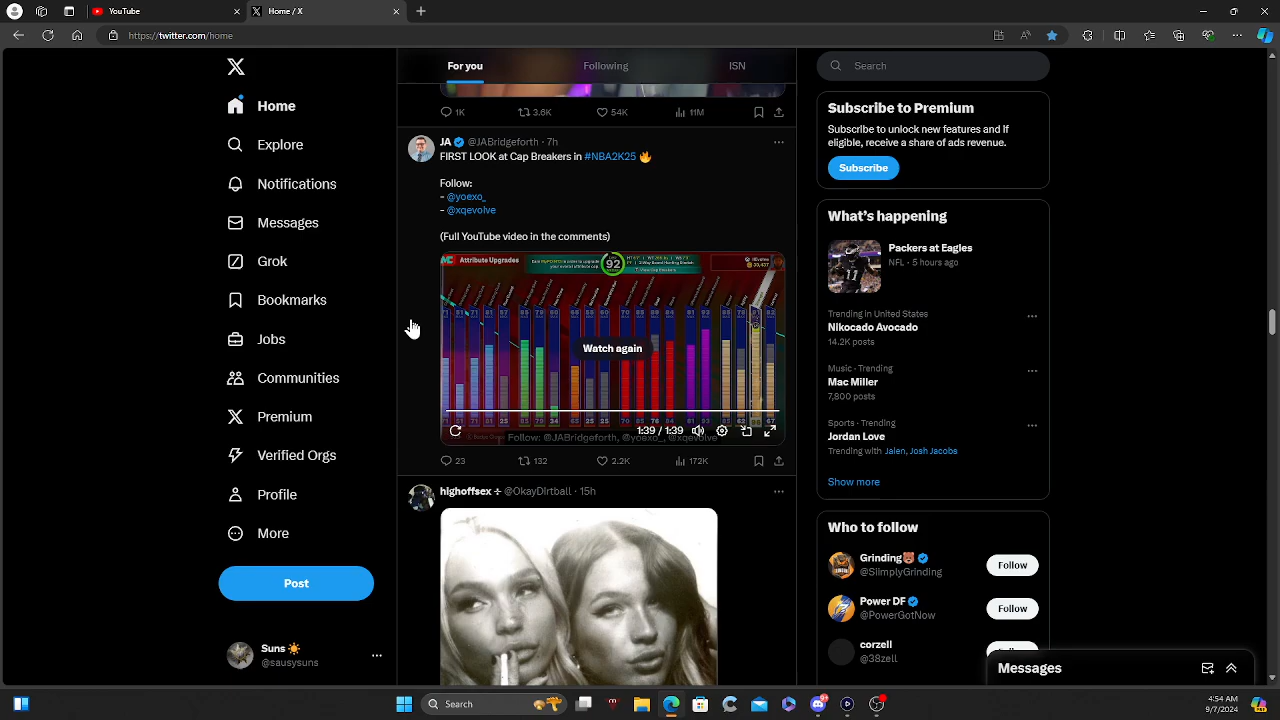 YouTube
Home / X
https://twitter.com/home
Home
Explore
Notifications
Messages
Grok
Bookmarks
Jobs
Communities
Premium
Verified Orgs
Profile
More
Post
Suns
@sausysuns
For you
Following
ISN
1K
3.6K
54K
11M
JA @JABridgeforth · 7h
FIRST LOOK at Cap Breakers in #NBA2K25
Follow:
- @yoexo_
- @xqevolve
(Full YouTube video in the comments)
Attribute Upgrades
92
Watch again
1:39 / 1:39
Follow: @JABridgeforth, @yoexo_, @xqevolve
23
132
2.2K
172K
highoffsex ✢ @OkayDirtball · 15h
Search
Subscribe to Premium
Subscribe to unlock new features and if
eligible, receive a share of ads revenue.
Subscribe
What's happening
Packers at Eagles
NFL · 5 hours ago
Trending in United States
Nikocado Avocado
14.2K posts
Music · Trending
Mac Miller
7,800 posts
Sports · Trending
Jordan Love
Trending with Jalen, Josh Jacobs
Show more
Who to follow
Grinding
@SiimplyGrinding
Follow
Power DF
@PowerGotNow
Follow
corzell
@38zell
Messages
Search
4:54 AM
9/7/2024